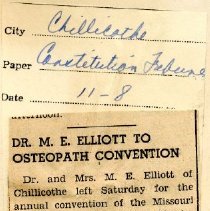 City Chillicothe
Paper Constitution Tribune
Date 11-8
afternoon.
DR. M. E. ELLIOTT TO
OSTEOPATH CONVENTION
Dr. and Mrs. M. E. Elliott of
Chillicothe left Saturday for the
annual convention of the Missouri